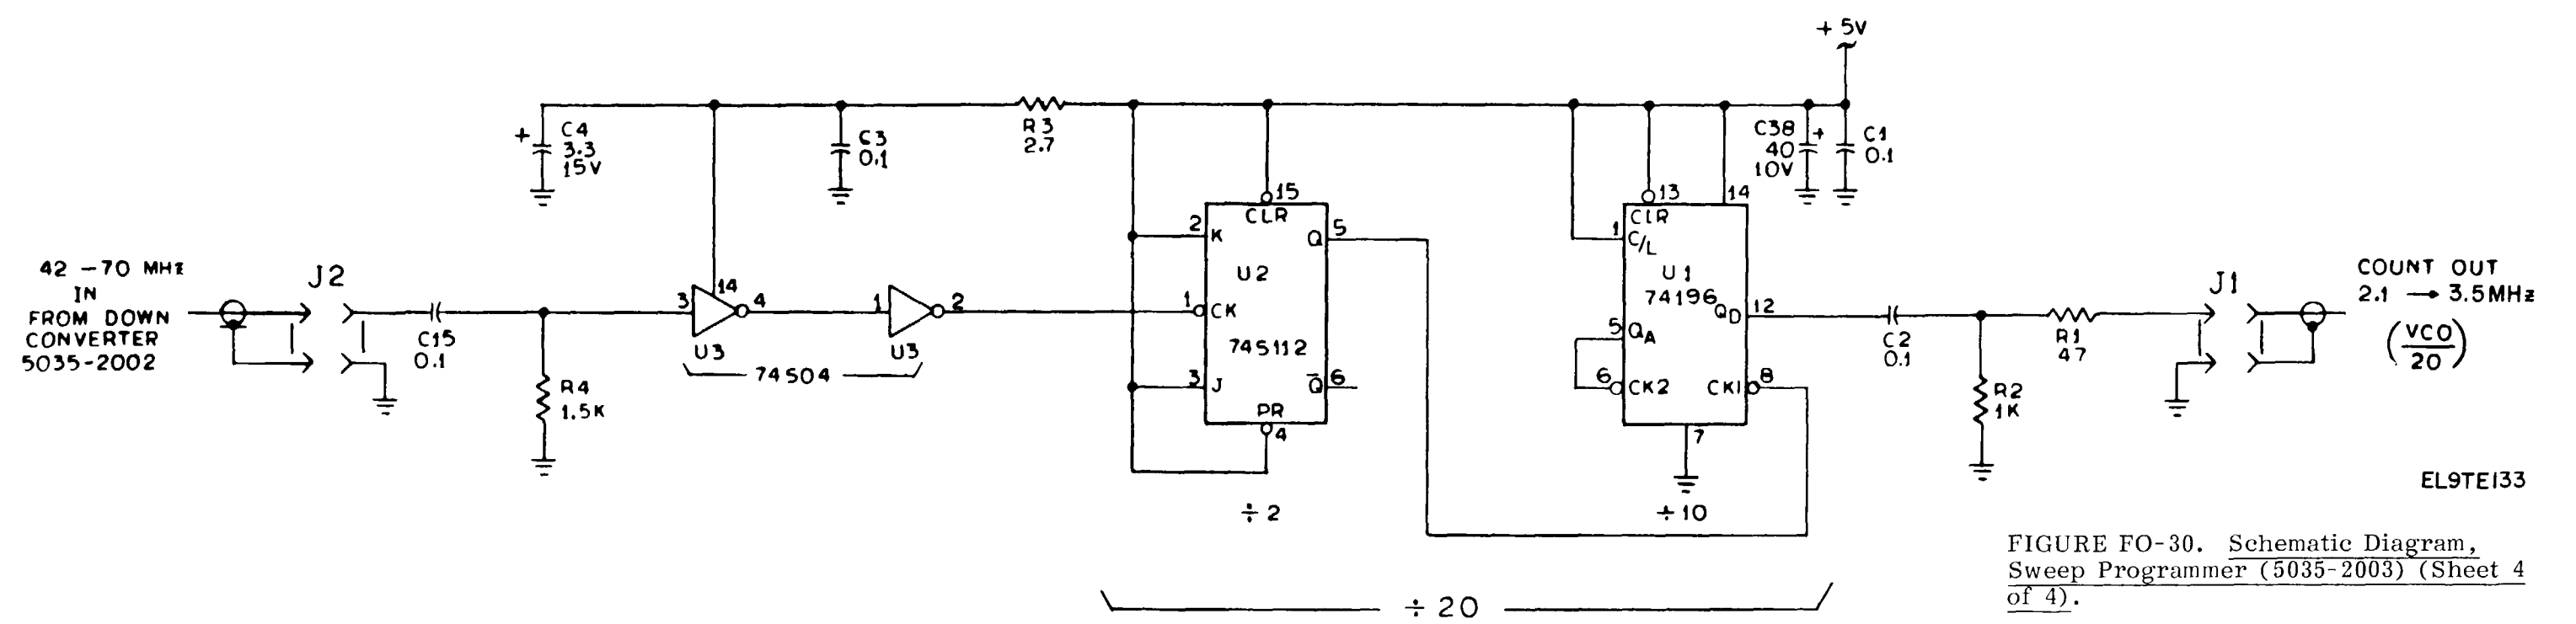 + 5V
+ C4
3.3
15V
C3
0.1
R3
2.7
C38 +
40
10V
C1
0.1
42 -70 MHz
IN
FROM DOWN
CONVERTER
5035-2002
J2
C15
0.1
R4
1.5K
3
14
4
U3
1
2
U3
74S04
15
CLR
2 K
Q 5
U2
1 CK
74S112
3 J
Q̄ 6
PR
4
÷ 2
13
14
CLR
1 C/L
U1
74196
QD 12
5 QA
6 CK2
CK1 8
7
÷ 10
÷ 20
C2
0.1
R2
1K
R1
47
J1
COUNT OUT
2.1 → 3.5MHz
(VCO/20)
EL9TE133
FIGURE FO-30. Schematic Diagram,
Sweep Programmer (5035-2003) (Sheet 4
of 4).